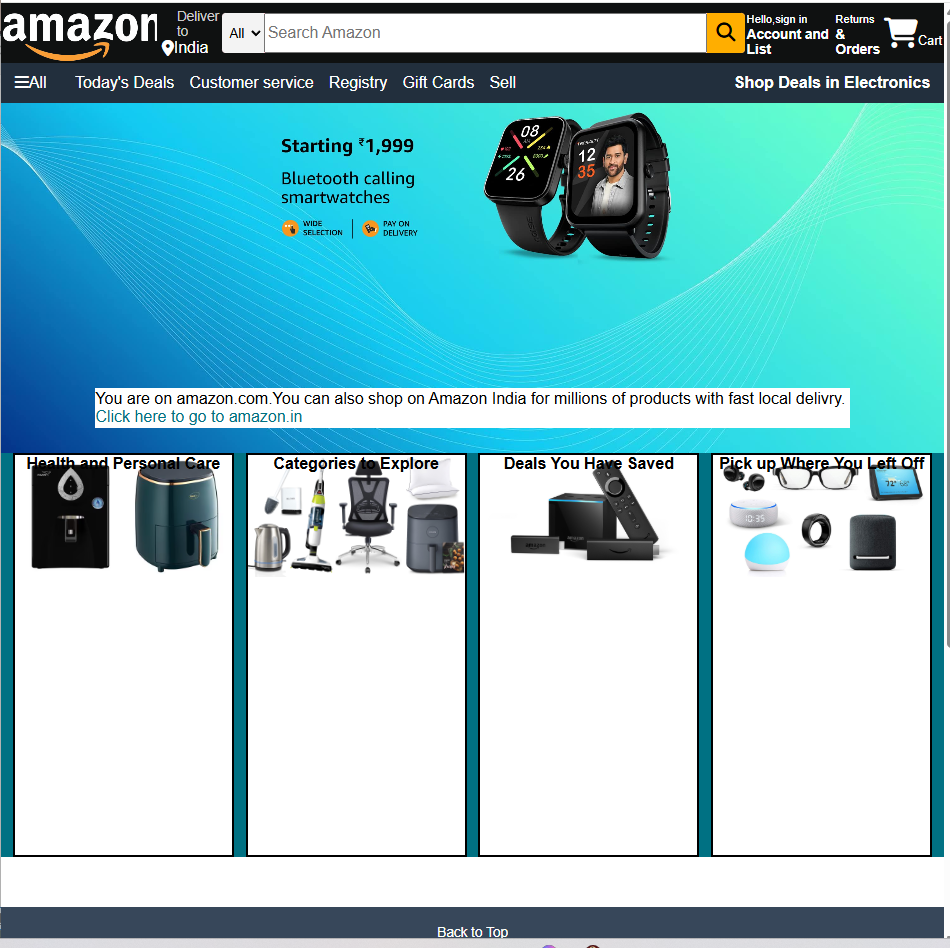 amazon
Deliver
to
India
All
Search Amazon
Hello,sign in
Account and
List
Returns
&
Orders
Cart
All
Today's Deals
Customer service
Registry
Gift Cards
Sell
Shop Deals in Electronics
Starting ₹1,999
Bluetooth calling
smartwatches
WIDE
SELECTION
PAY ON
DELIVERY
08
26
12
35
You are on amazon.com.You can also shop on Amazon India for millions of products with fast local delivry.
Click here to go to amazon.in
Health and Personal Care
Categories to Explore
Deals You Have Saved
Pick up Where You Left Off
10:35
Back to Top